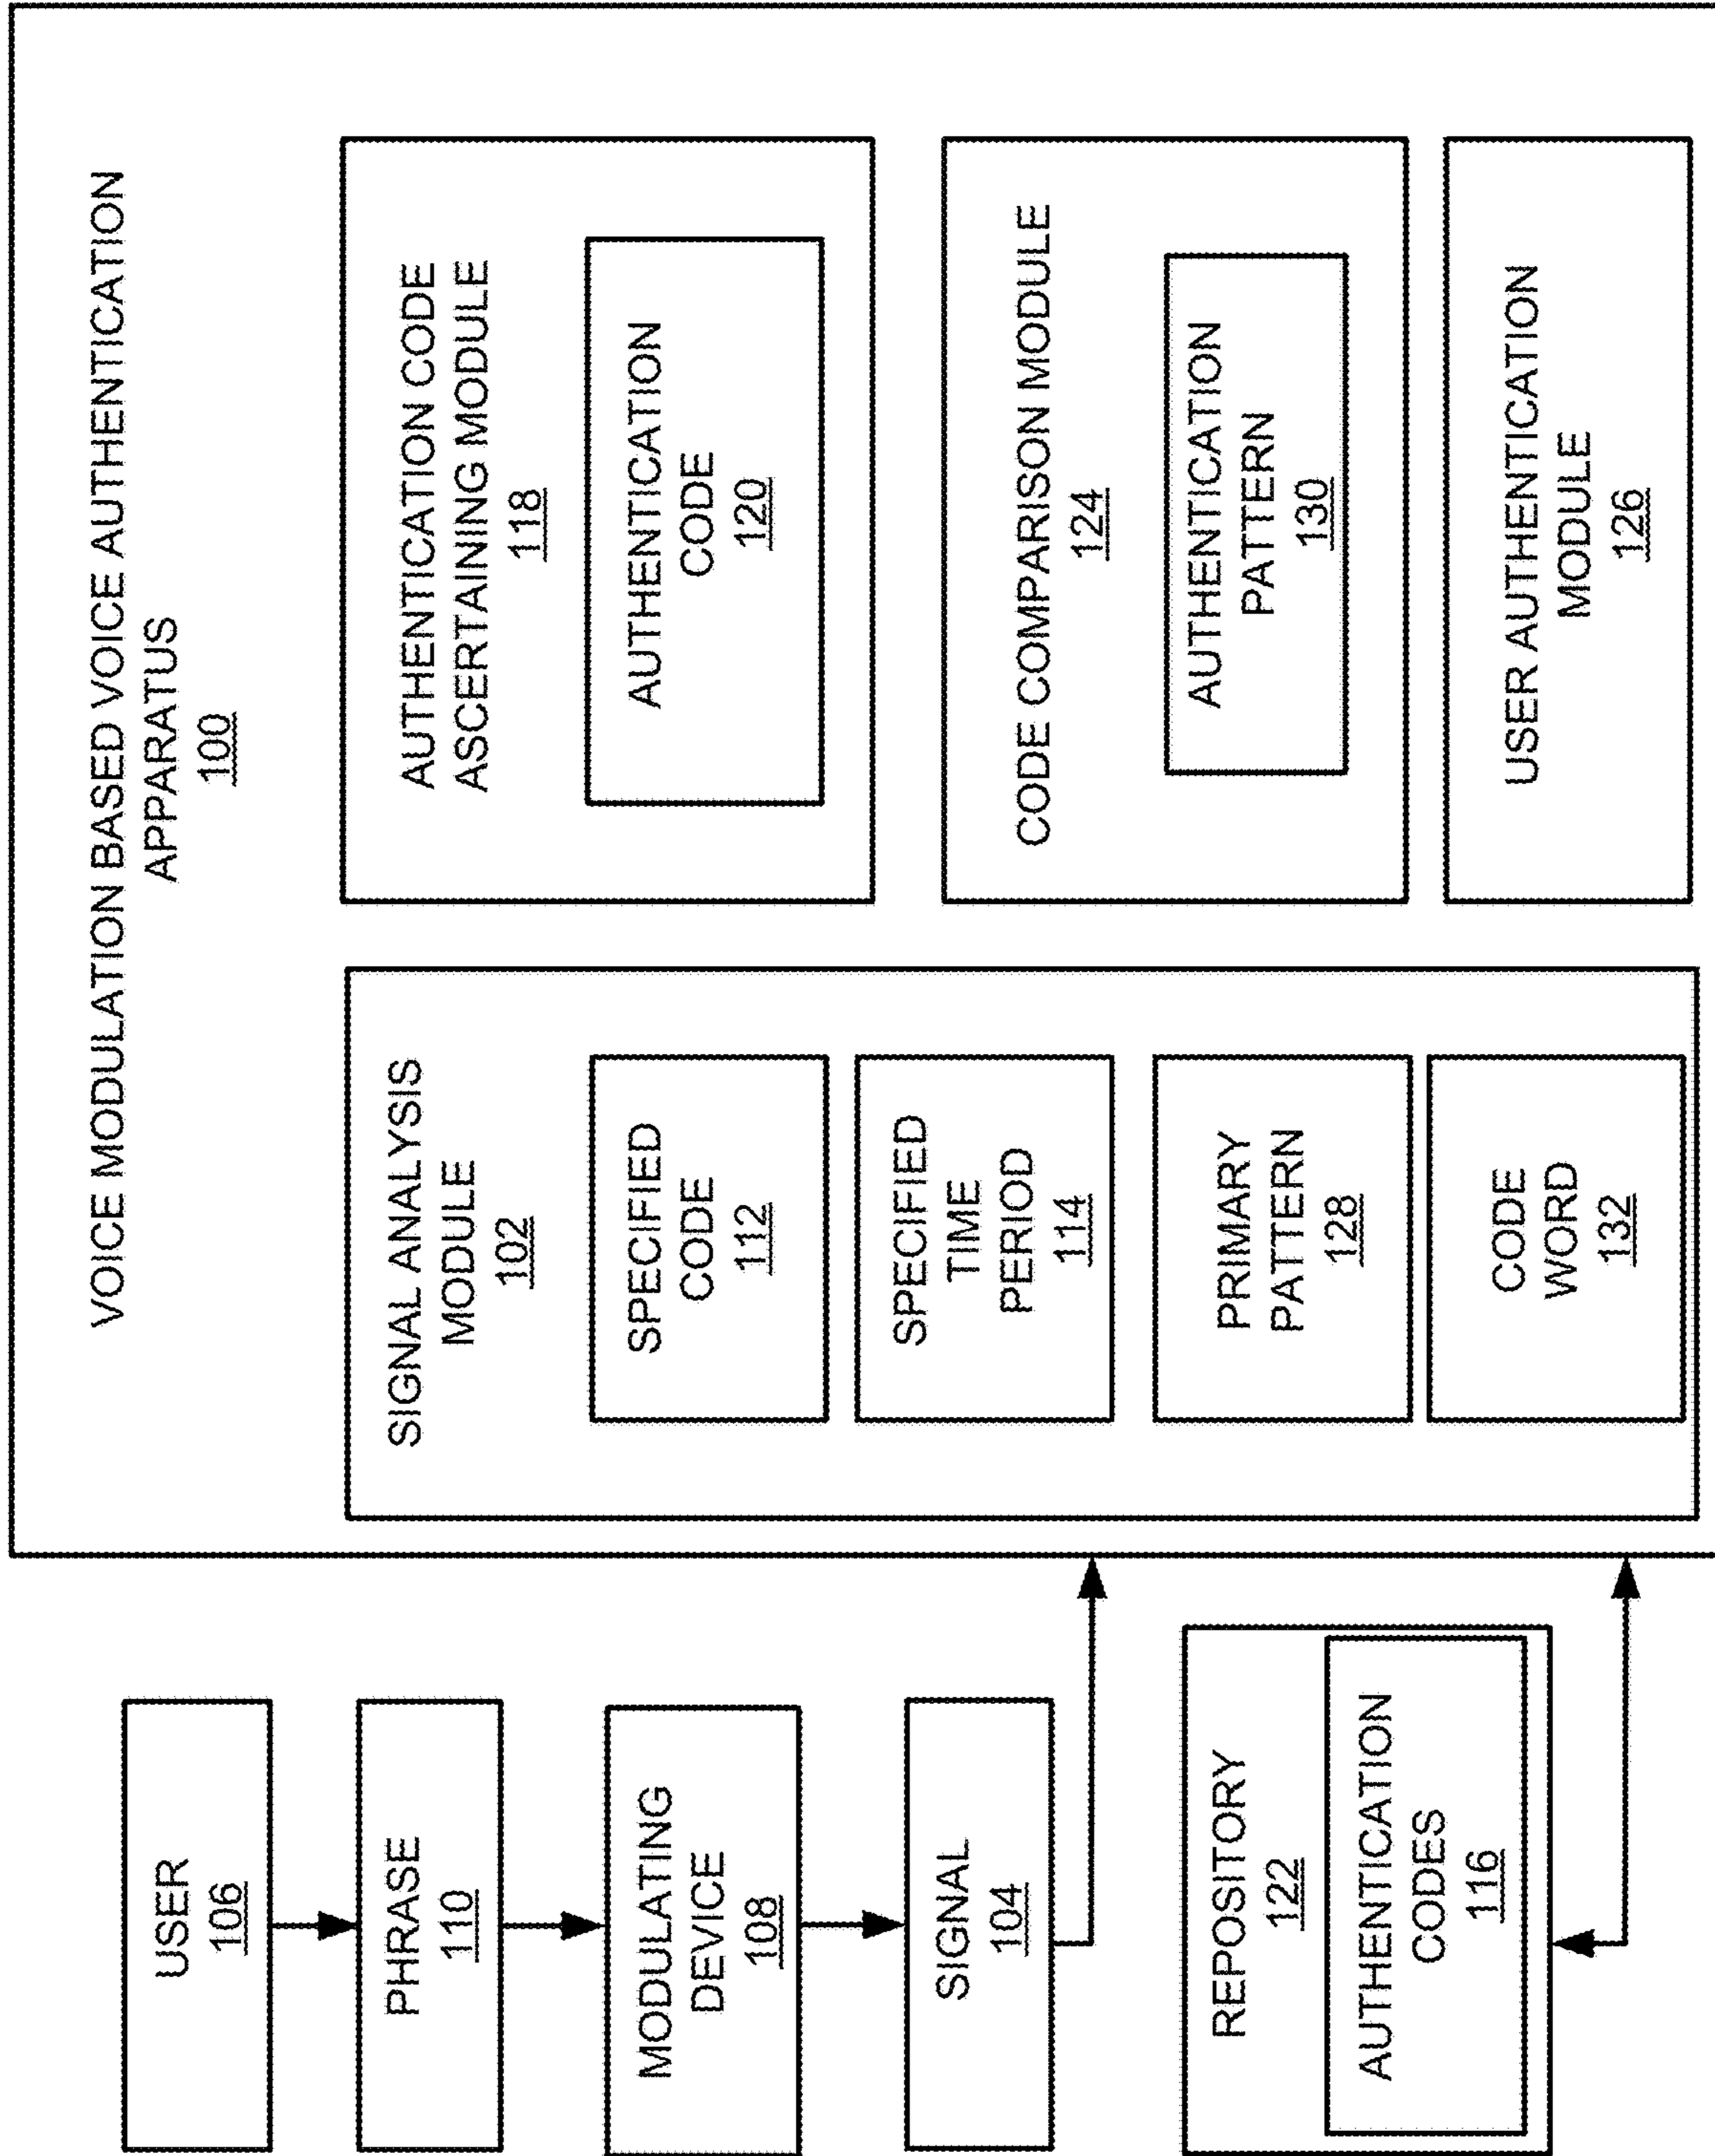 VOICE MODULATION BASED VOICE AUTHENTICATION
APPARATUS
100
USER
106
PHRASE
110
MODULATING
DEVICE
108
SIGNAL
104
REPOSITORY
122
AUTHENTICATION
CODES
116
SIGNAL ANALYSIS
MODULE
102
SPECIFIED
CODE
112
SPECIFIED
TIME
PERIOD
114
PRIMARY
PATTERN
128
CODE
WORD
132
AUTHENTICATION CODE
ASCERTAINING MODULE
118
AUTHENTICATION
CODE
120
CODE COMPARISON MODULE
124
AUTHENTICATION
PATTERN
130
USER AUTHENTICATION
MODULE
126